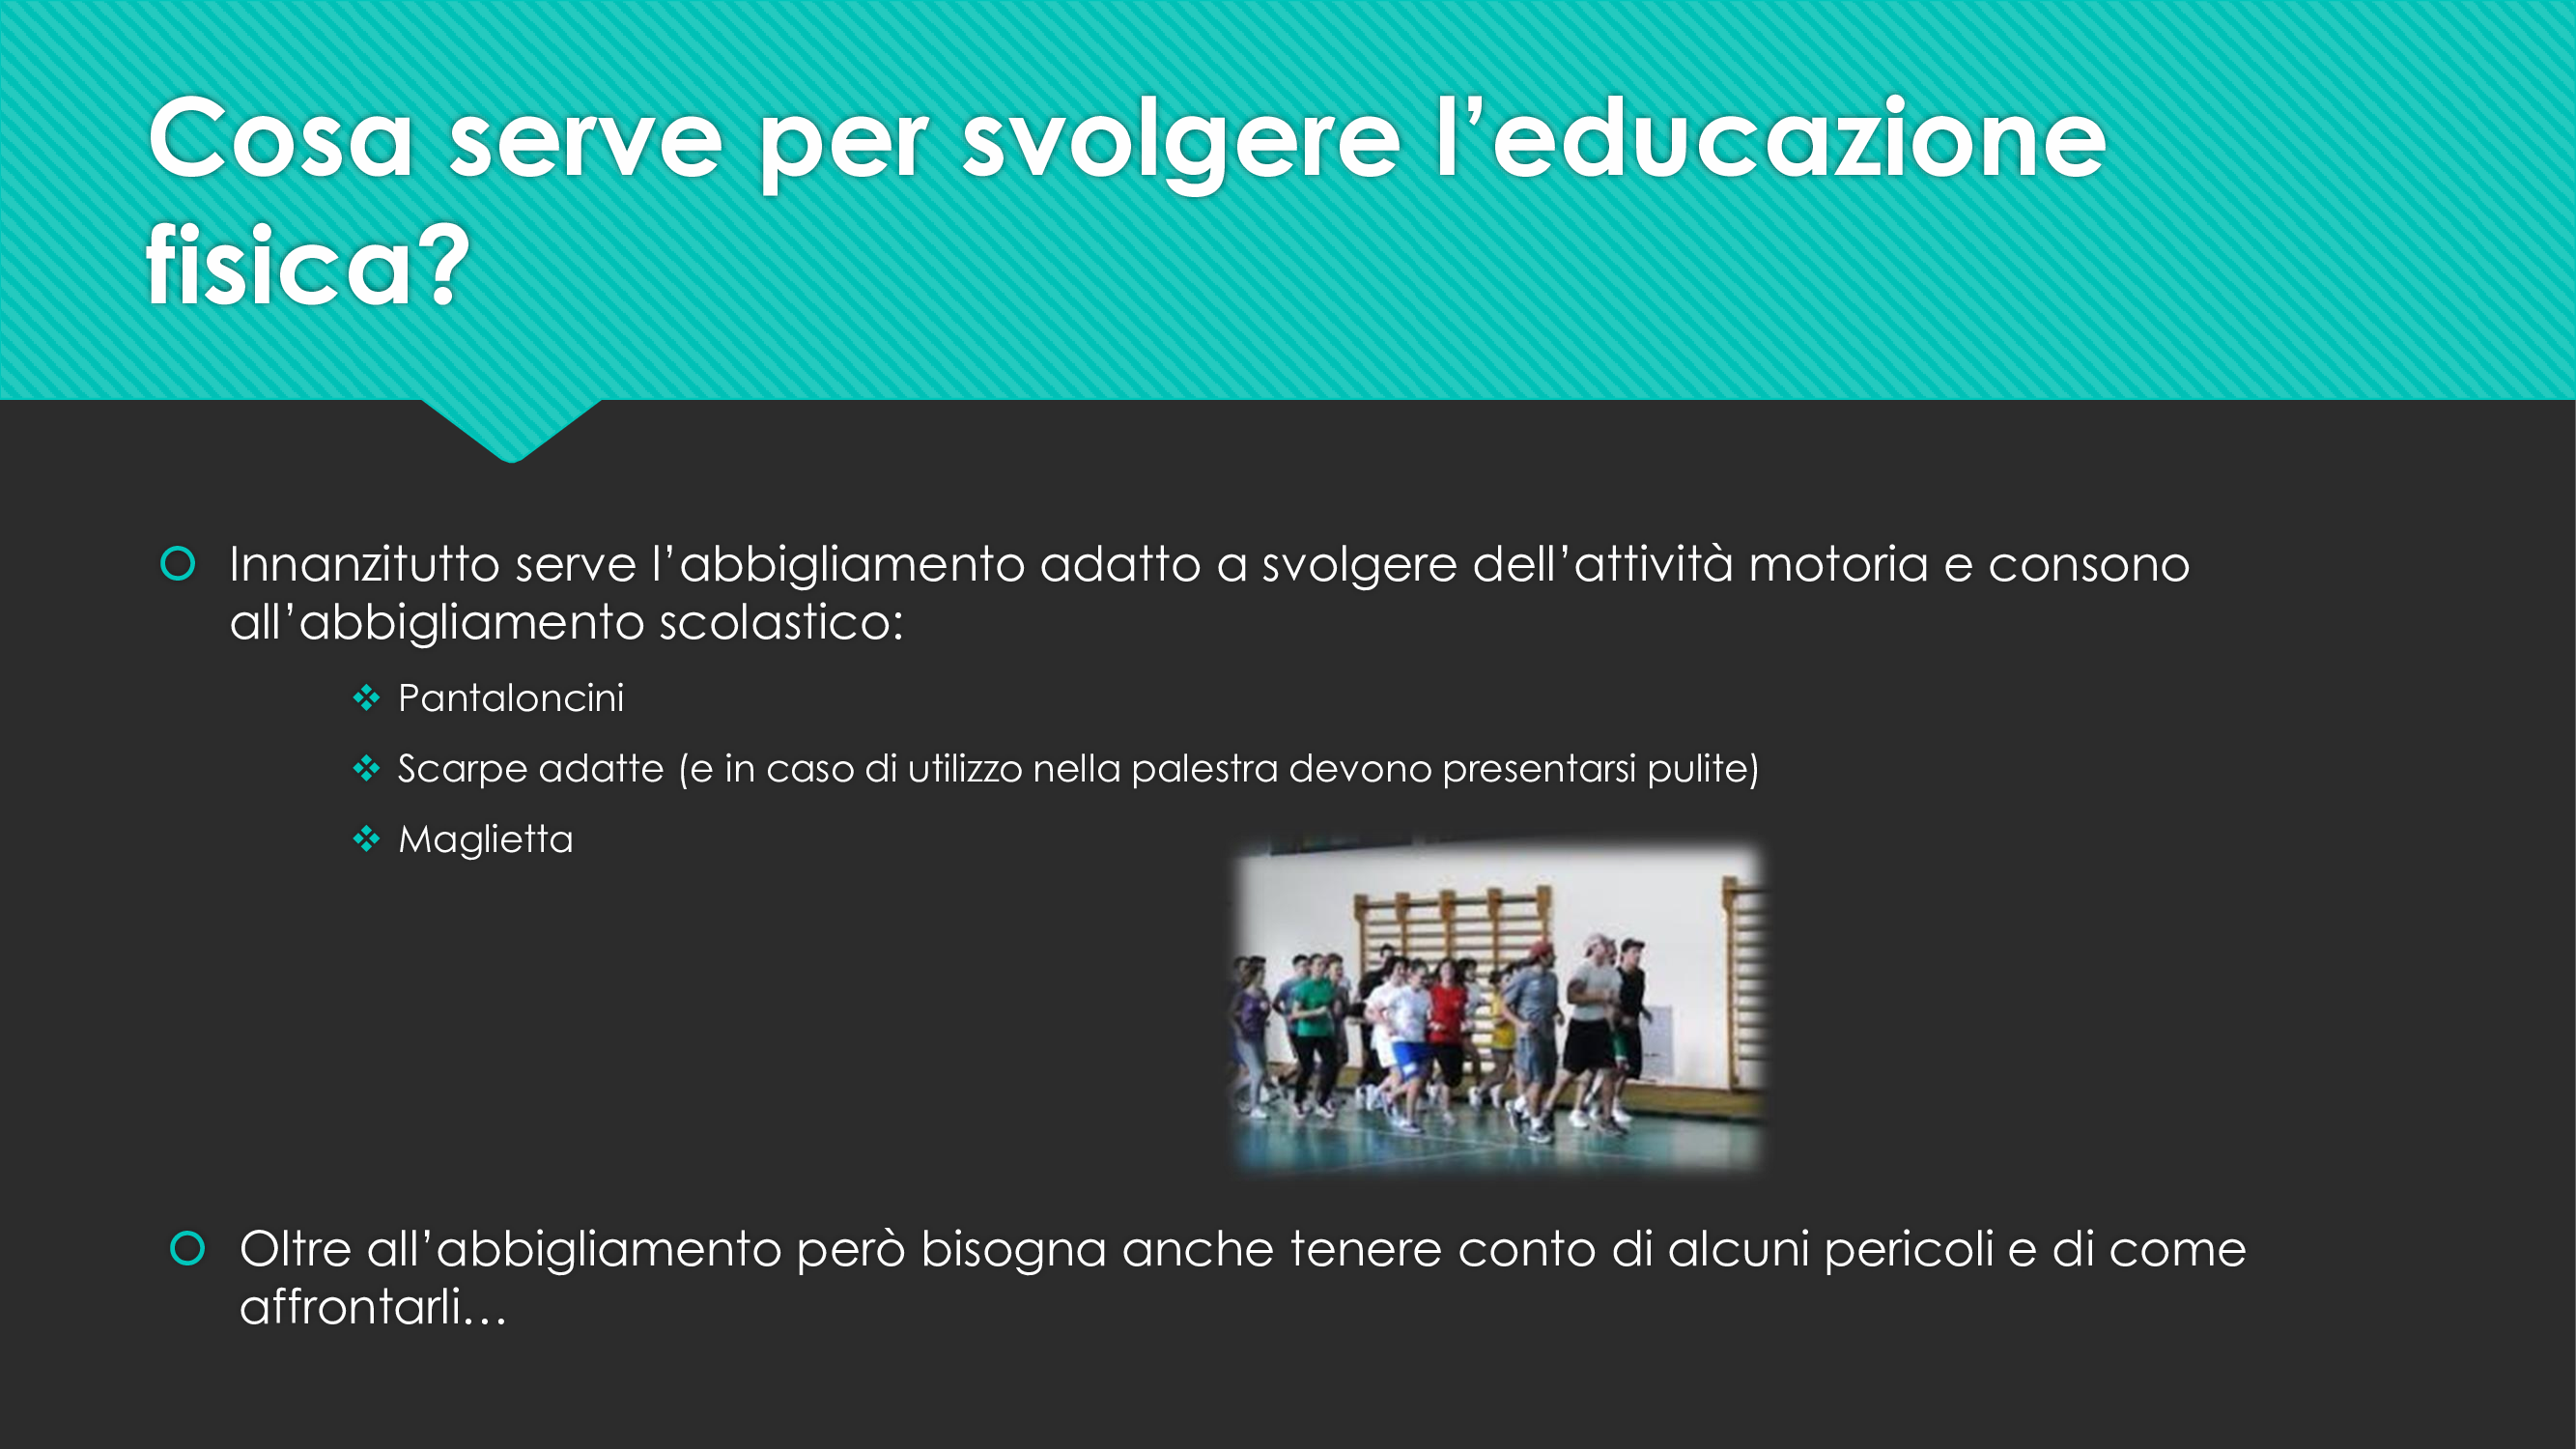 Cosa serve per svolgere l’educazione
fisica?
Innanzitutto serve l’abbigliamento adatto a svolgere dell’attività motoria e consono
all’abbigliamento scolastico:
Pantaloncini
Scarpe adatte (e in caso di utilizzo nella palestra devono presentarsi pulite)
Maglietta
Oltre all’abbigliamento però bisogna anche tenere conto di alcuni pericoli e di come
affrontarli…